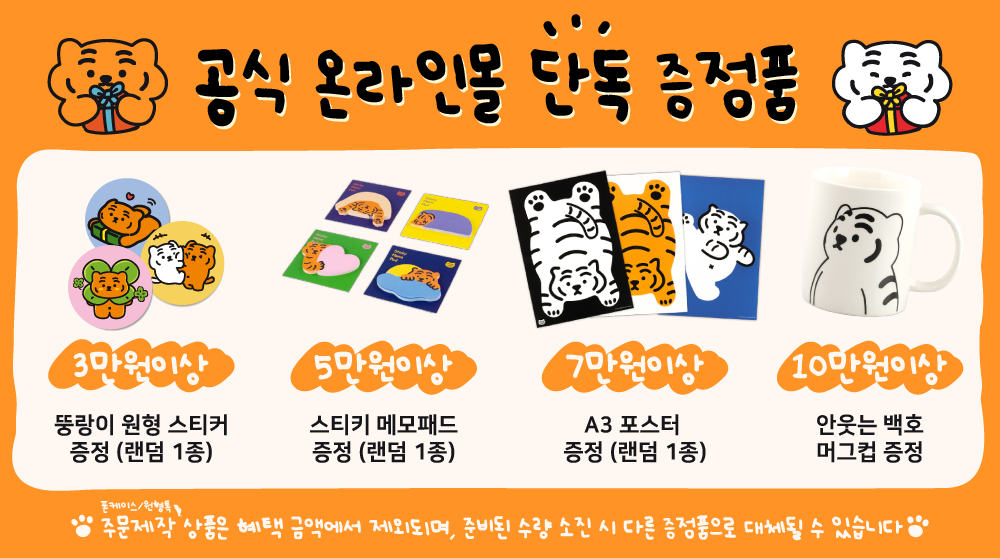 공식 온라인몰 단독 증정품
3만원이상
5만원이상
7만원이상
10만원이상
뚱랑이 원형 스티커
증정 (랜덤 1종)
스티키 메모패드
증정 (랜덤 1종)
A3 포스터
증정 (랜덤 1종)
안웃는 백호
머그컵 증정
폰케이스/원형톡
주문제작 상품은 혜택 금액에서 제외되며, 준비된 수량 소진 시 다른 증정품으로 대체될 수 있습니다